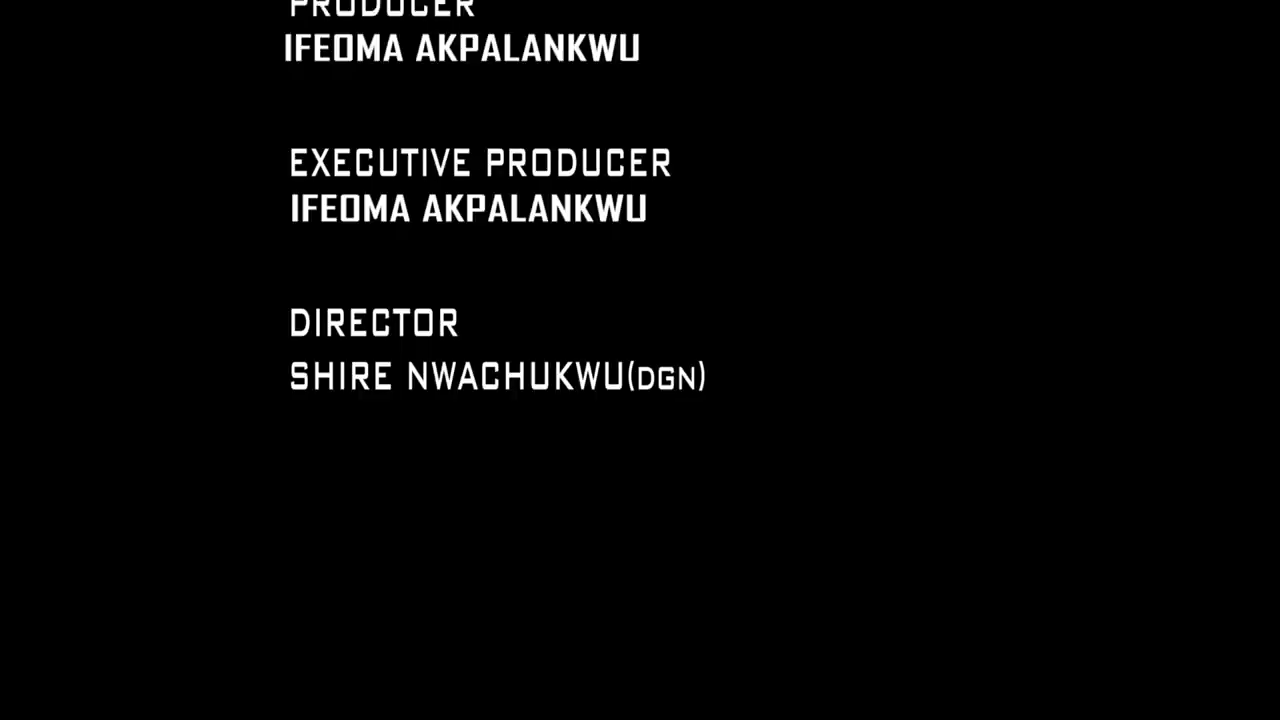 PRODUCER
IFEOMA AKPALANKWU
EXECUTIVE PRODUCER
IFEOMA AKPALANKWU
DIRECTOR
SHIRE NWACHUKWU(DGN)